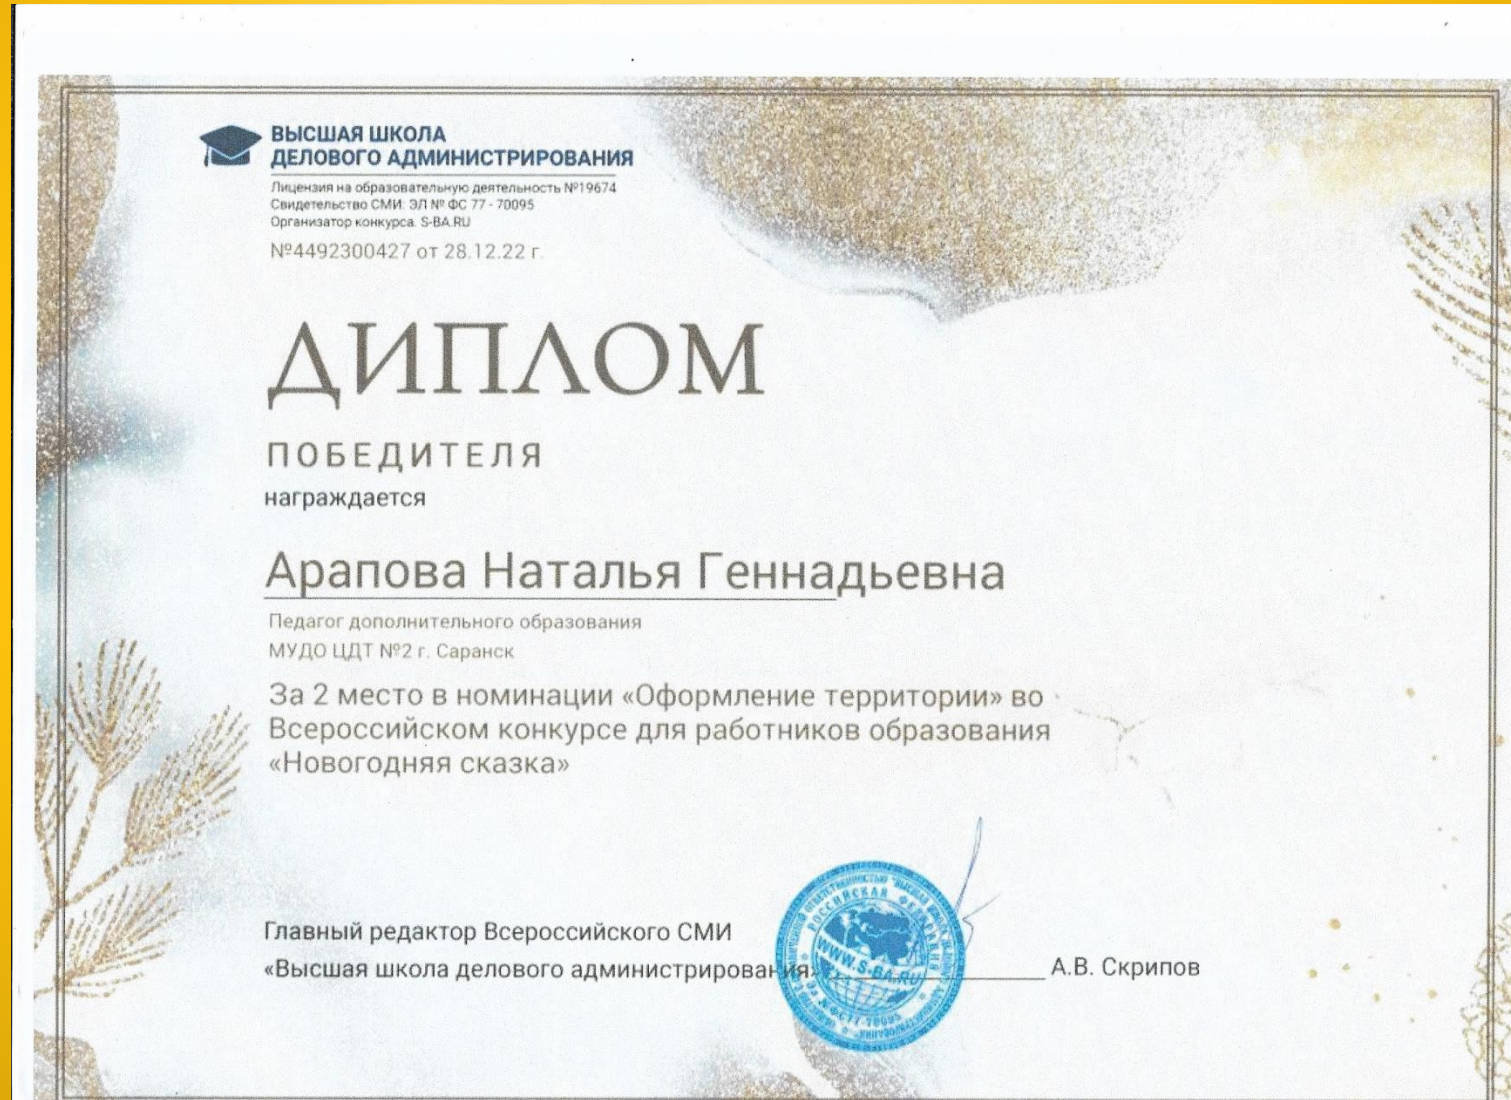 ВЫСШАЯ ШКОЛА
ДЕЛОВОГО АДМИНИСТРИРОВАНИЯ
Лицензия на образовательную деятельность №19674
Свидетельство СМИ: ЭЛ № ФС 77 - 70095
Организатор конкурса: S-BA.RU
№4492300427 от 28.12.22 г.
ДИПЛОМ
ПОБЕДИТЕЛЯ
награждается
Арапова Наталья Геннадьевна
Педагог дополнительного образования
МУДО ЦДТ №2 г. Саранск
За 2 место в номинации «Оформление территории» во
Всероссийском конкурсе для работников образования
«Новогодняя сказка»
Главный редактор Всероссийского СМИ
«Высшая школа делового администрирования» А.В. Скрипов
РОССИЙСКАЯ ФЕДЕРАЦИЯ
WWW.S-BA.RU